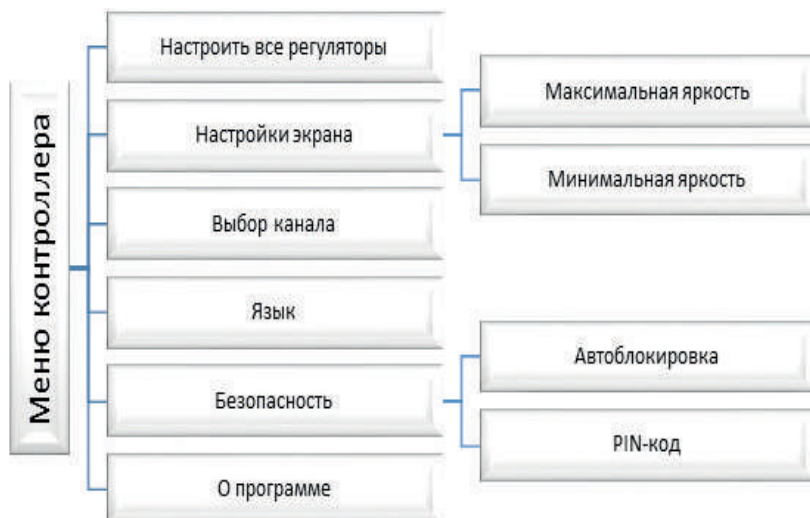 Меню контроллера
Настроить все регуляторы
Настройки экрана
Максимальная яркость
Минимальная яркость
Выбор канала
Язык
Безопасность
Автоблокировка
PIN-код
О программе